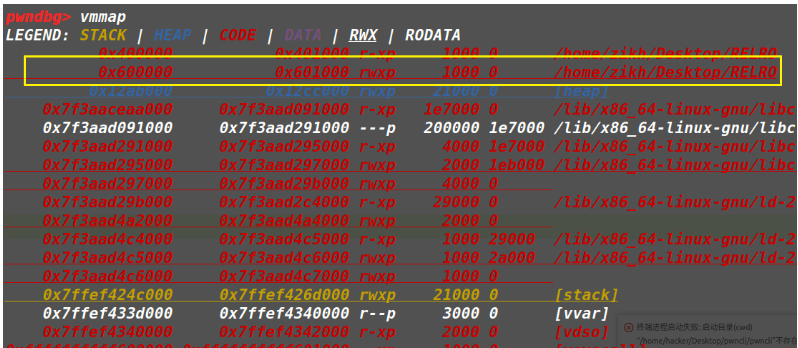 pwndbg> vmmap
LEGEND: STACK | HEAP | CODE | DATA | RWX | RODATA
0x400000 0x401000 r-xp 1000 0 /home/zikh/Desktop/RELRO
0x600000 0x601000 rwxp 1000 0 /home/zikh/Desktop/RELRO
0x12ab000 0x12cc000 rwxp 21000 0 [heap]
0x7f3aaceaa000 0x7f3aad091000 r-xp 1e7000 0 /lib/x86_64-linux-gnu/libc
0x7f3aad091000 0x7f3aad291000 ---p 200000 1e7000 /lib/x86_64-linux-gnu/libc
0x7f3aad291000 0x7f3aad295000 r-xp 4000 1e7000 /lib/x86_64-linux-gnu/libc
0x7f3aad295000 0x7f3aad297000 rwxp 2000 1eb000 /lib/x86_64-linux-gnu/libc
0x7f3aad297000 0x7f3aad29b000 rwxp 4000 0
0x7f3aad29b000 0x7f3aad2c4000 r-xp 29000 0 /lib/x86_64-linux-gnu/ld-2
0x7f3aad4a2000 0x7f3aad4a4000 rwxp 2000 0
0x7f3aad4c4000 0x7f3aad4c5000 r-xp 1000 29000 /lib/x86_64-linux-gnu/ld-2
0x7f3aad4c5000 0x7f3aad4c6000 rwxp 1000 2a000 /lib/x86_64-linux-gnu/ld-2
0x7f3aad4c6000 0x7f3aad4c7000 rwxp 1000 0
0x7ffef424c000 0x7ffef426d000 rwxp 21000 0 [stack]
0x7ffef433d000 0x7ffef4340000 r--p 3000 0 [vvar]
0x7ffef4340000 0x7ffef4342000 r-xp 2000 0 [vdso]
终端进程启动失败: 启动目录(cwd)
"/home/hacker/Desktop/pwncli/pwncli"不存在